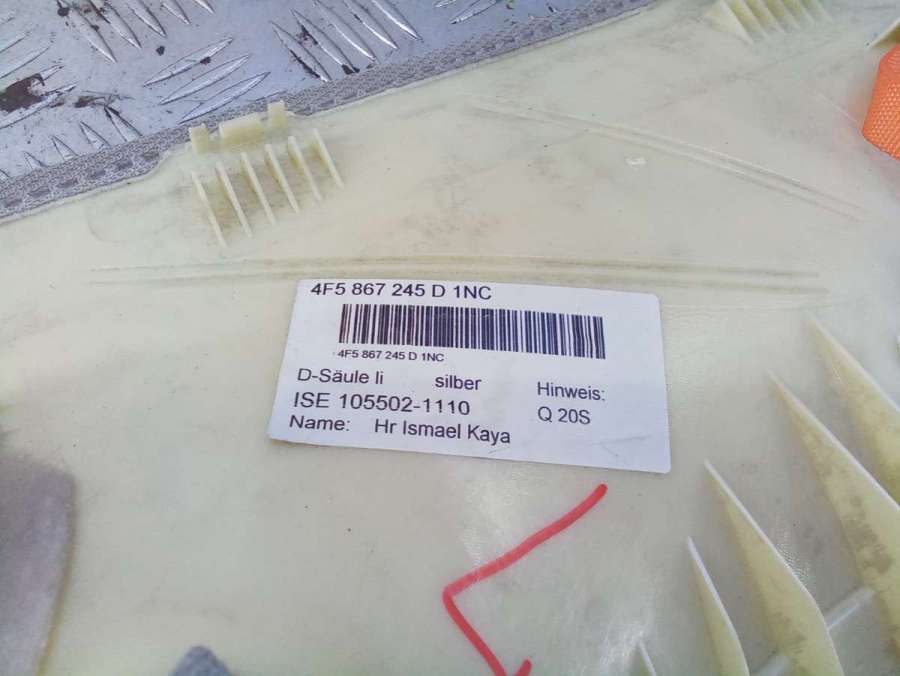 4F5 867 245 D 1NC
4F5 867 245 D 1NC
D-Säule li silber
Hinweis:
ISE 105502-1110
Q 20S
Name: Hr Ismael Kaya